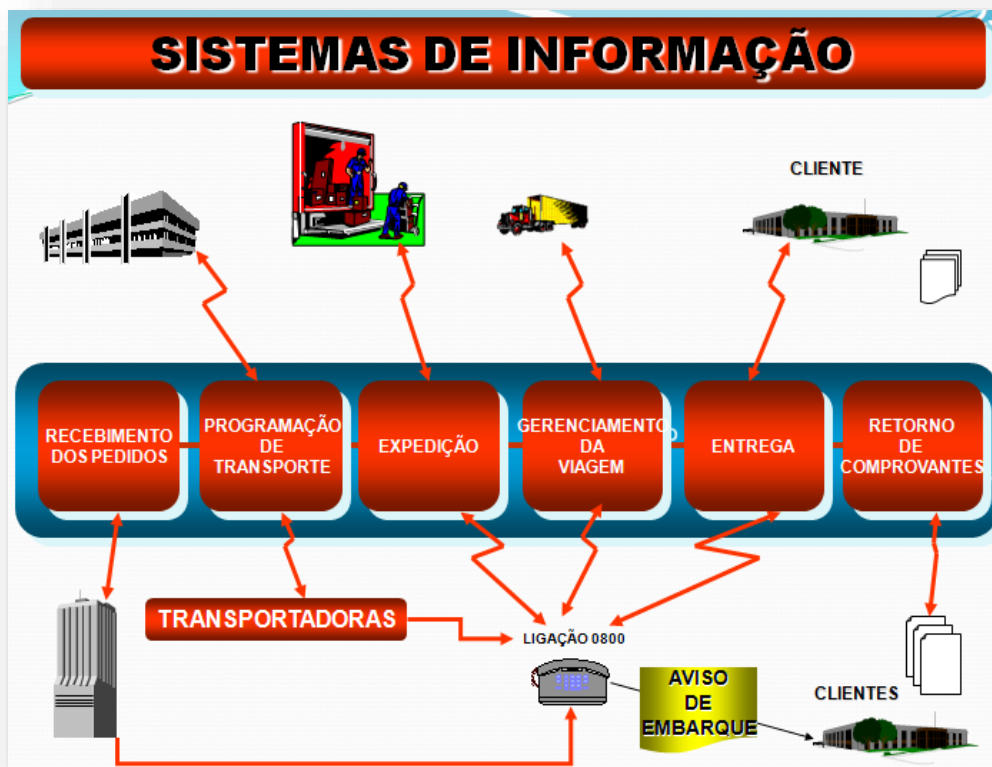 SISTEMAS DE INFORMAÇÃO
CLIENTE
RECEBIMENTO
DOS PEDIDOS
PROGRAMAÇÃO
DE
TRANSPORTE
EXPEDIÇÃO
GERENCIAMENTO
DA
VIAGEM
ENTREGA
RETORNO
DE
COMPROVANTES
TRANSPORTADORAS
LIGAÇÃO 0800
AVISO
DE
EMBARQUE
CLIENTES